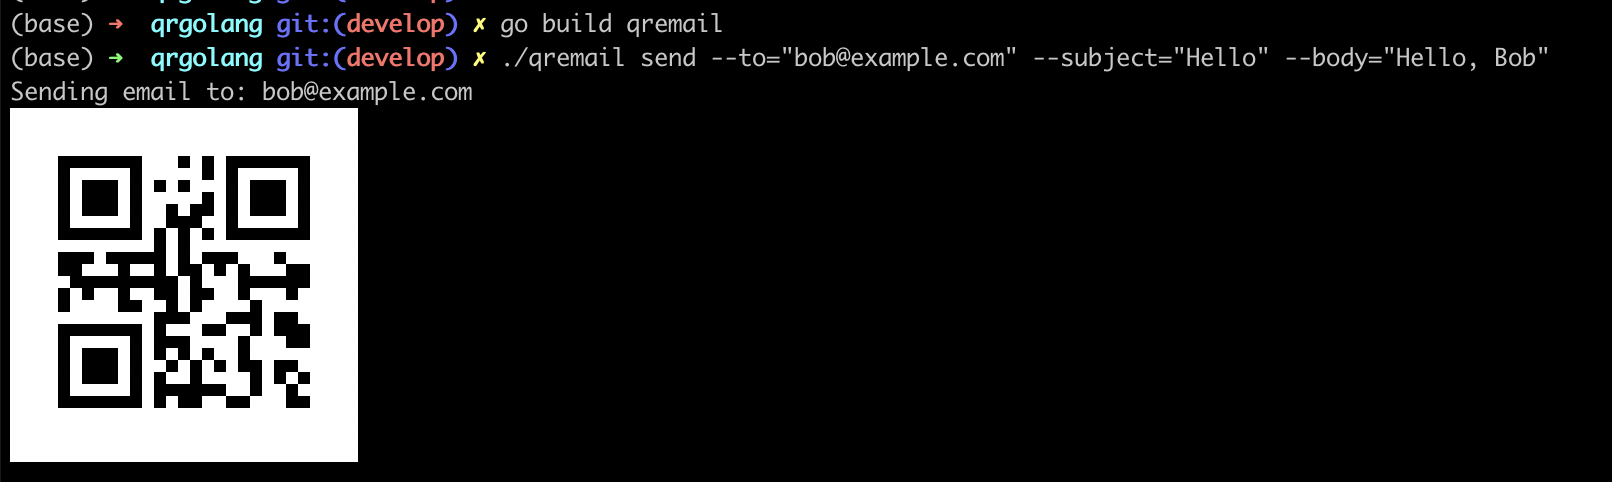 (base) ➜  qrgolang git:(develop) ✗ go build qremail
(base) ➜  qrgolang git:(develop) ✗ ./qremail send --to="bob@example.com" --subject="Hello" --body="Hello, Bob"
Sending email to: bob@example.com